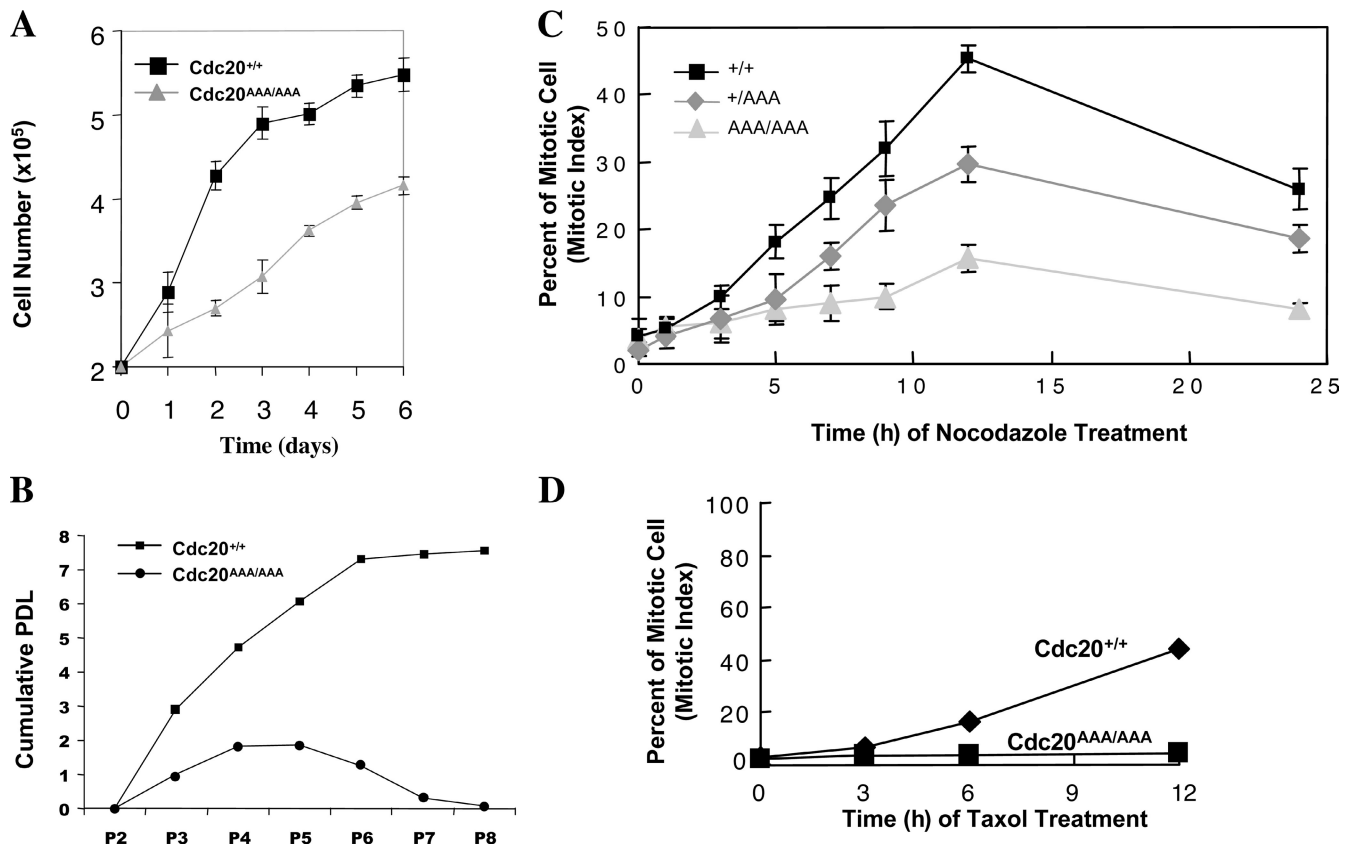 A
Cell Number (x10⁵)
6
5
4
3
2
Cdc20+/+
Cdc20AAA/AAA
0 1 2 3 4 5 6
Time (days)
C
Percent of Mitotic Cell
(Mitotic Index)
50
40
30
20
10
0
+/+
+/AAA
AAA/AAA
0 5 10 15 20 25
Time (h) of Nocodazole Treatment
B
Cumulative PDL
8
7
6
5
4
3
2
1
0
Cdc20+/+
Cdc20AAA/AAA
P2 P3 P4 P5 P6 P7 P8
D
Percent of Mitotic Cell
(Mitotic Index)
100
80
60
40
20
0
Cdc20+/+
Cdc20AAA/AAA
0 3 6 9 12
Time (h) of Taxol Treatment